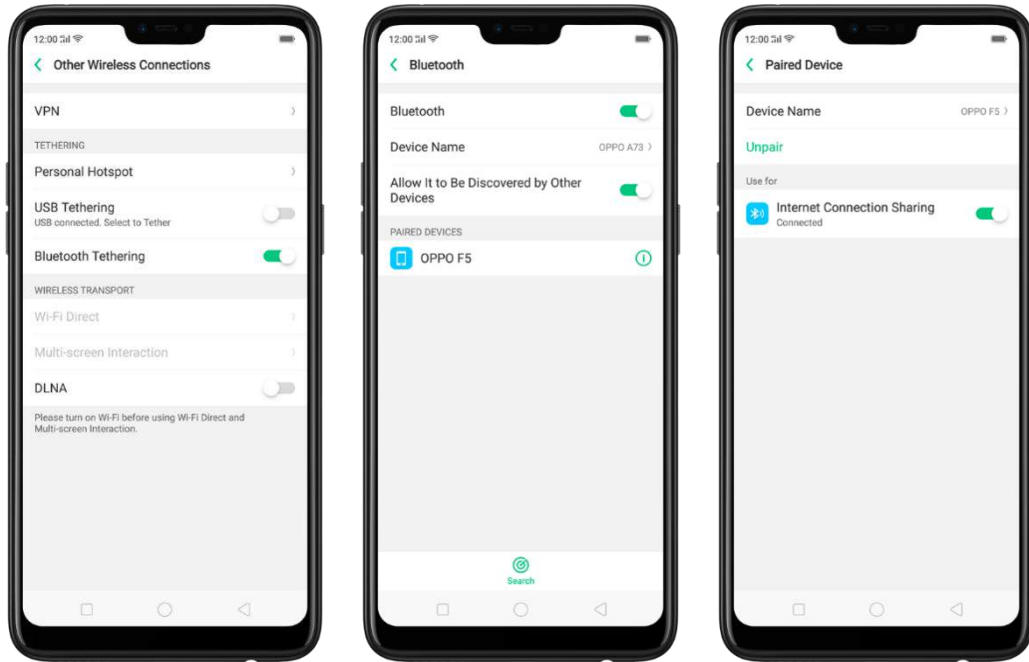 12:00
Other Wireless Connections
VPN
TETHERING
Personal Hotspot
USB Tethering
USB connected. Select to Tether
Bluetooth Tethering
WIRELESS TRANSPORT
Wi-Fi Direct
Multi-screen Interaction
DLNA
Please turn on Wi-Fi before using Wi-Fi Direct and
Multi-screen Interaction.
12:00
Bluetooth
Bluetooth
Device Name OPPO A73
Allow It to Be Discovered by Other
Devices
PAIRED DEVICES
OPPO F5
Search
12:00
Paired Device
Device Name OPPO F5
Unpair
Use for
Internet Connection Sharing
Connected